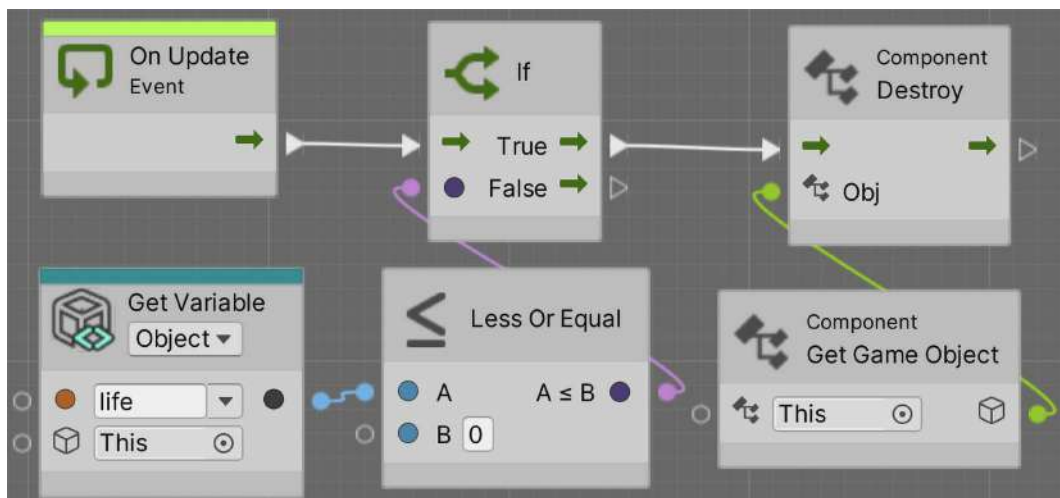 On Update
Event
If
True
False
Component
Destroy
Obj
Get Variable
Object
life
This
Less Or Equal
A A ≤ B
B 0
Component
Get Game Object
This